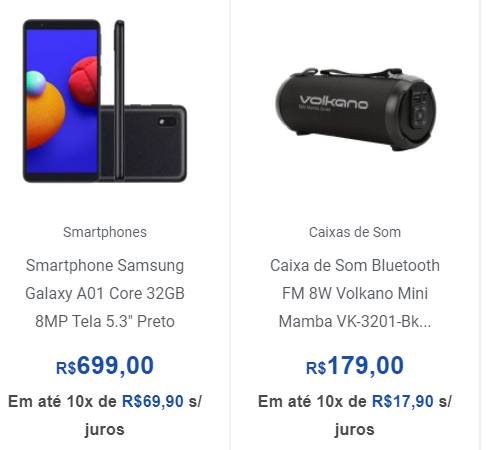 Smartphones
Smartphone Samsung
Galaxy A01 Core 32GB
8MP Tela 5.3" Preto
R$699,00
Em até 10x de R$69,90 s/
juros
volkano
Caixas de Som
Caixa de Som Bluetooth
FM 8W Volkano Mini
Mamba VK-3201-Bk...
R$179,00
Em até 10x de R$17,90 s/
juros